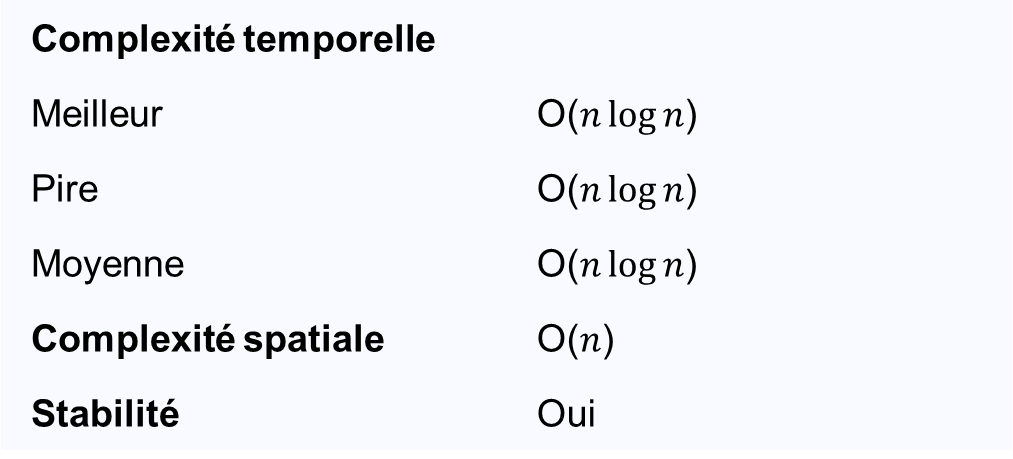 Complexité temporelle
Meilleur O(n log n)
Pire O(n log n)
Moyenne O(n log n)
Complexité spatiale O(n)
Stabilité Oui